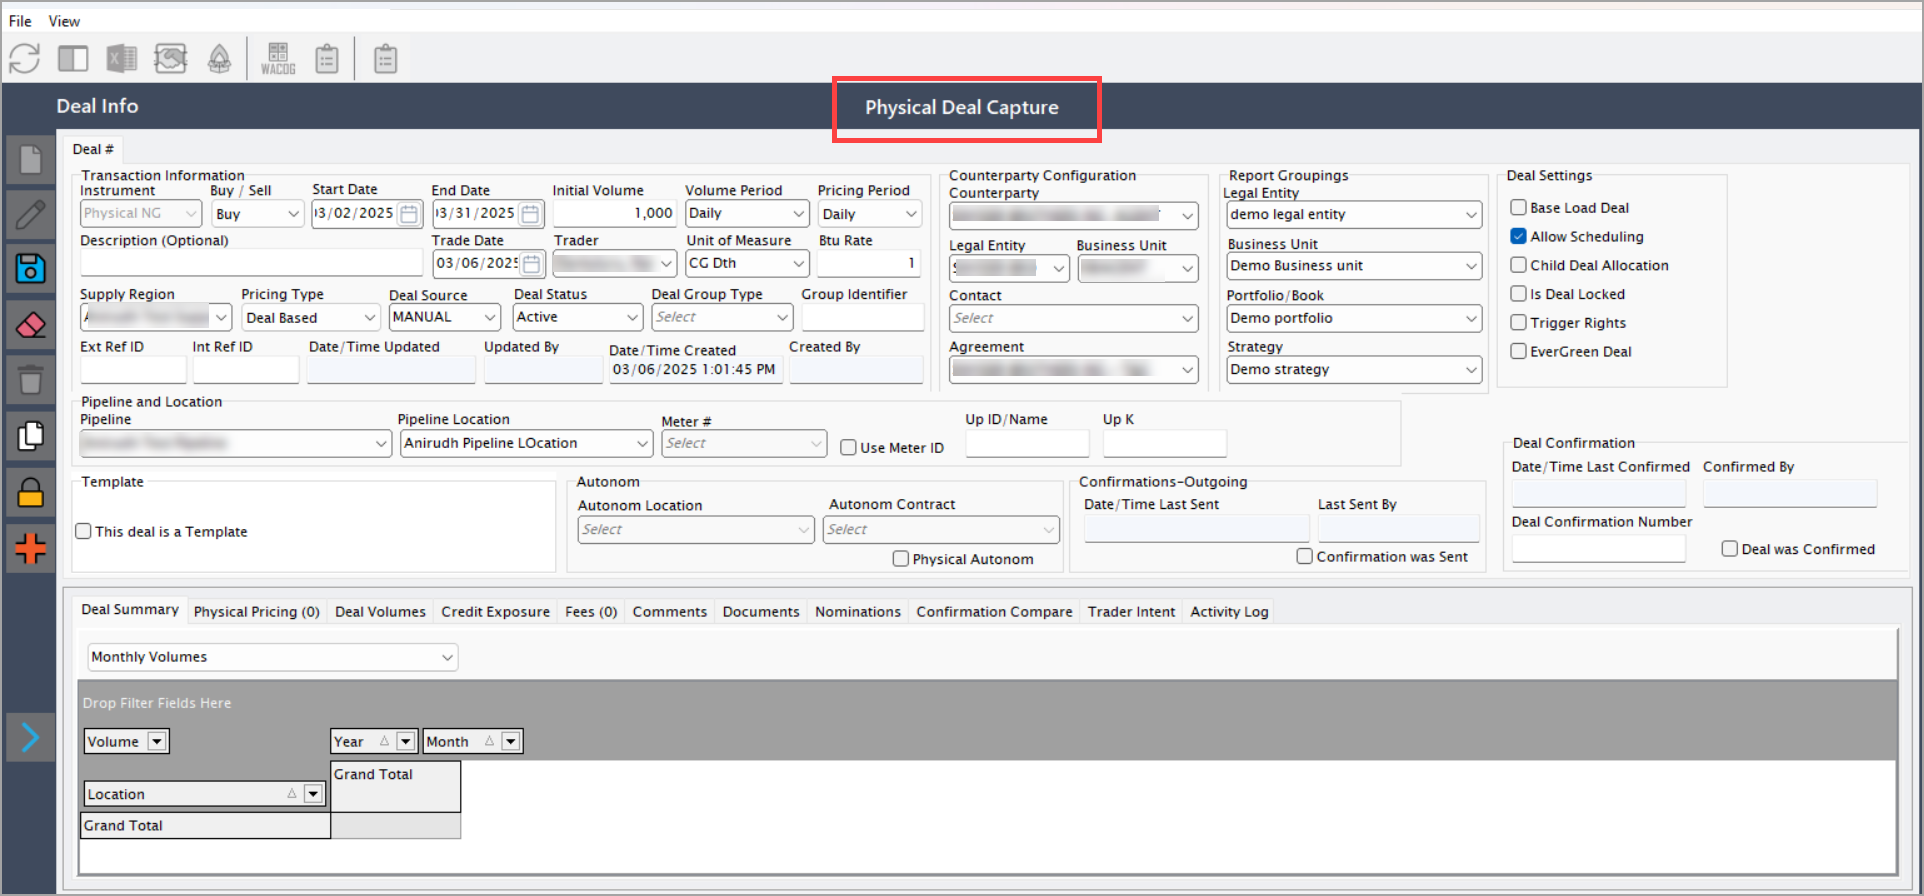 File View
WACOG
Deal Info
Physical Deal Capture
Deal #
Transaction Information
Instrument Buy / Sell Start Date End Date Initial Volume Volume Period Pricing Period
Physical NG Buy 3/02/2025 3/31/2025 1,000 Daily Daily
Description (Optional) Trade Date Trader Unit of Measure Btu Rate
03/06/2025 CG Dth 1
Supply Region Pricing Type Deal Source Deal Status Deal Group Type Group Identifier
Deal Based MANUAL Active Select
Ext Ref ID Int Ref ID Date/Time Updated Updated By Date/Time Created Created By
03/06/2025 1:01:45 PM
Counterparty Configuration
Counterparty
Legal Entity Business Unit
Contact
Select
Agreement
Report Groupings
Legal Entity
demo legal entity
Business Unit
Demo Business unit
Portfolio/Book
Demo portfolio
Strategy
Demo strategy
Deal Settings
Base Load Deal
Allow Scheduling
Child Deal Allocation
Is Deal Locked
Trigger Rights
EverGreen Deal
Pipeline and Location
Pipeline Pipeline Location Meter # Up ID/Name Up K
Anirudh Pipeline LOcation Select Use Meter ID
Template
This deal is a Template
Autonom
Autonom Location Autonom Contract
Select Select
Physical Autonom
Confirmations-Outgoing
Date/Time Last Sent Last Sent By
Confirmation was Sent
Deal Confirmation
Date/Time Last Confirmed Confirmed By
Deal Confirmation Number
Deal was Confirmed
Deal Summary Physical Pricing (0) Deal Volumes Credit Exposure Fees (0) Comments Documents Nominations Confirmation Compare Trader Intent Activity Log
Monthly Volumes
Drop Filter Fields Here
Volume Year Month
Grand Total
Location
Grand Total